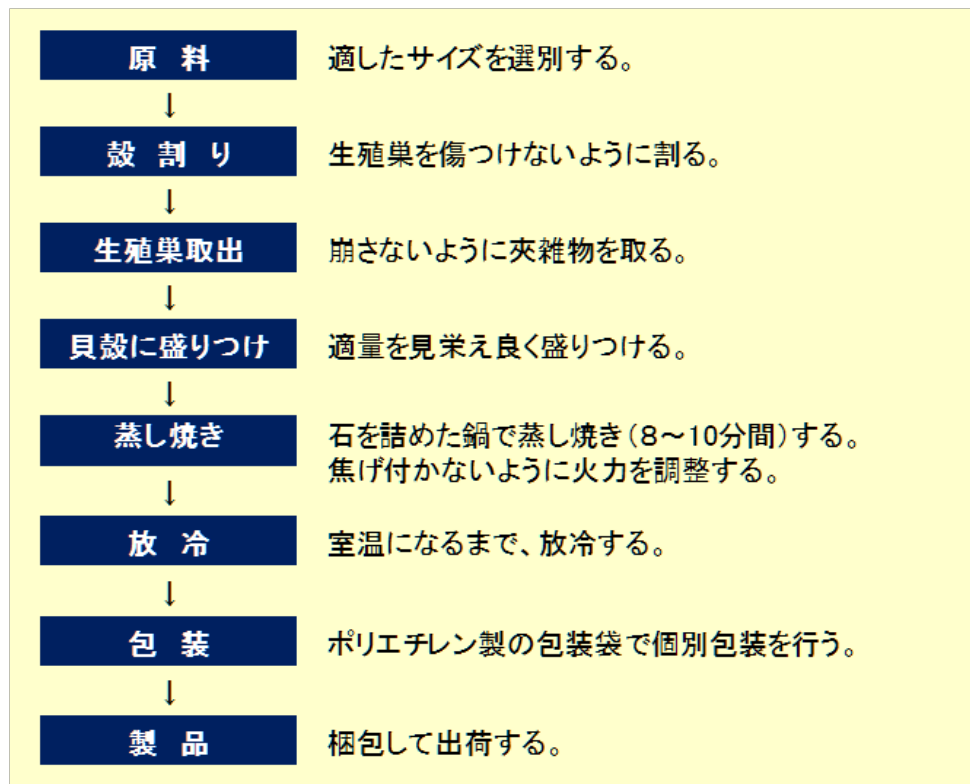 原 料 適したサイズを選別する。
↓
殻 割 り 生殖巣を傷つけないように割る。
↓
生殖巣取出 崩さないように夾雑物を取る。
↓
貝殻に盛りつけ 適量を見栄え良く盛りつける。
↓
蒸し焼き 石を詰めた鍋で蒸し焼き(8～10分間)する。
焦げ付かないように火力を調整する。
↓
放 冷 室温になるまで、放冷する。
↓
包 装 ポリエチレン製の包装袋で個別包装を行う。
↓
製 品 梱包して出荷する。